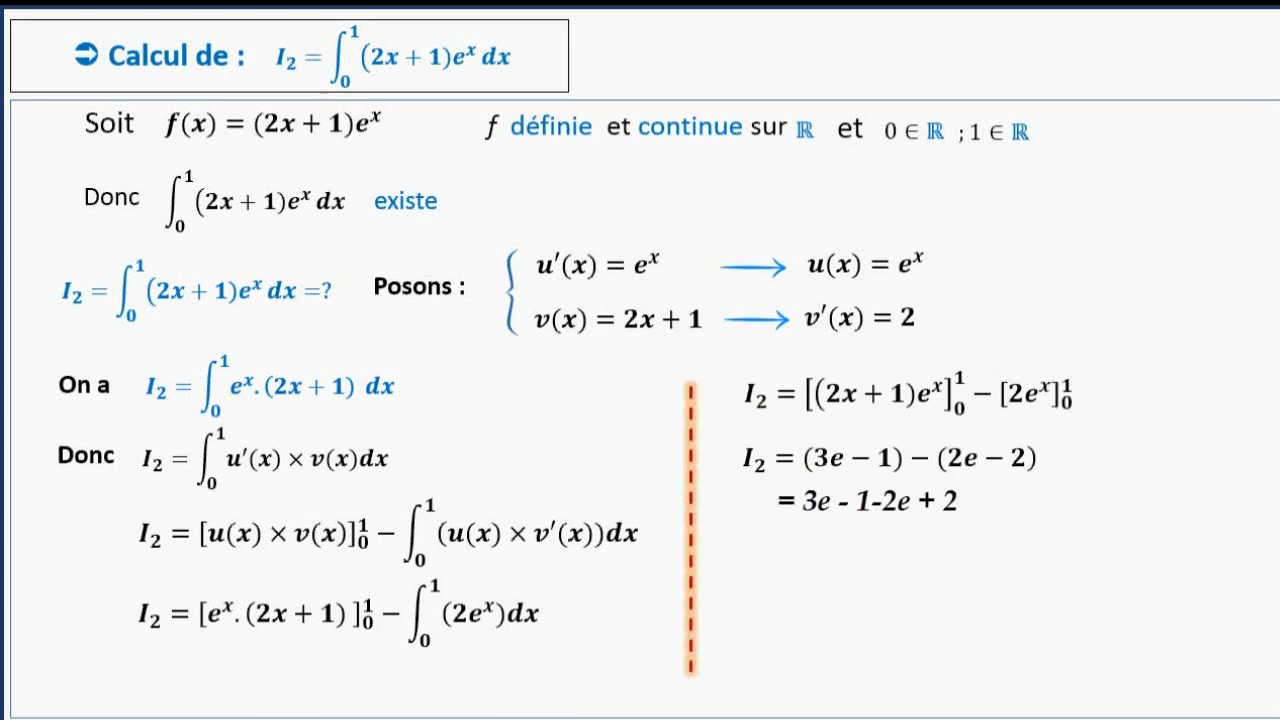 ➲ Calcul de : I₂ = ∫₀¹ (2x + 1)eˣ dx
Soit f(x) = (2x + 1)eˣ f définie et continue sur ℝ et 0 ∈ ℝ ; 1 ∈ ℝ
Donc ∫₀¹ (2x + 1)eˣ dx existe
I₂ = ∫₀¹ (2x + 1)eˣ dx =? Posons : { u′(x) = eˣ ⟶ u(x) = eˣ
v(x) = 2x + 1 ⟶ v′(x) = 2
On a I₂ = ∫₀¹ eˣ. (2x + 1) dx
Donc I₂ = ∫₀¹ u′(x) × v(x)dx
I₂ = [u(x) × v(x)]₀¹ − ∫₀¹ (u(x) × v′(x))dx
I₂ = [eˣ. (2x + 1) ]₀¹ − ∫₀¹ (2eˣ)dx
I₂ = [(2x + 1)eˣ]₀¹ − [2eˣ]₀¹
I₂ = (3e − 1) − (2e − 2)
= 3e - 1-2e + 2